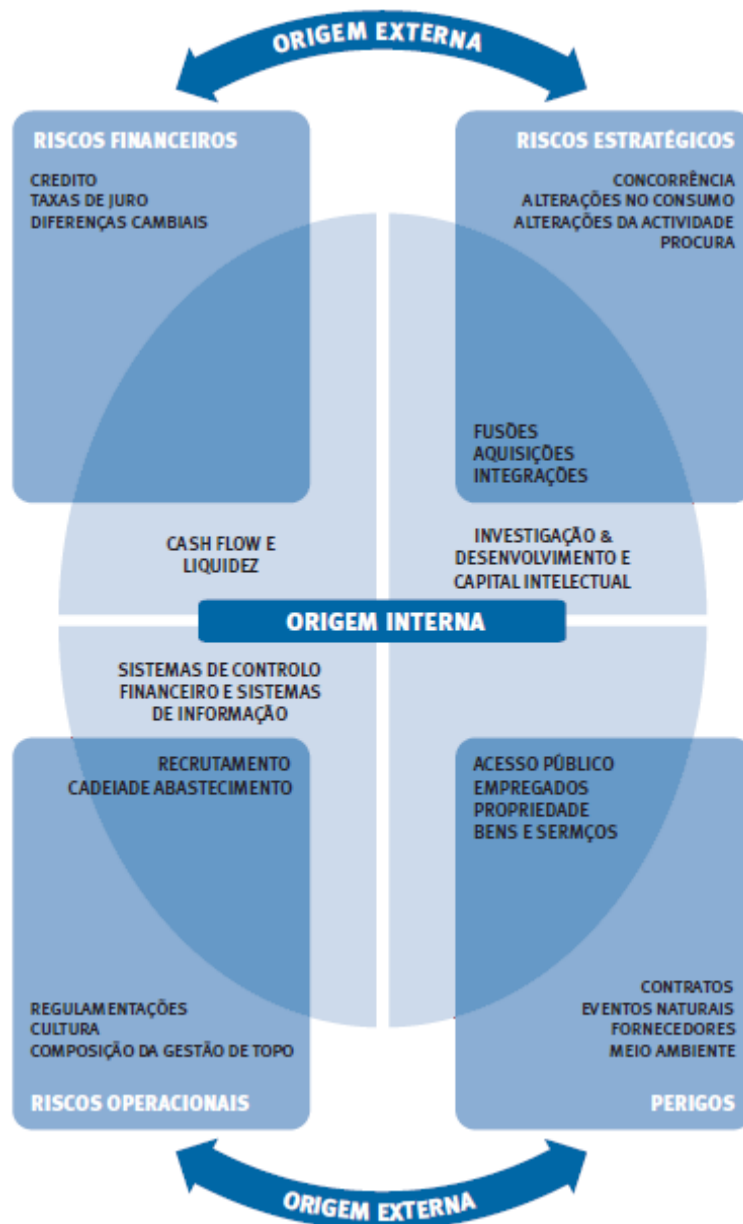 ORIGEM EXTERNA
RISCOS FINANCEIROS
CREDITO
TAXAS DE JURO
DIFERENÇAS CAMBIAIS
RISCOS ESTRATÉGICOS
CONCORRÊNCIA
ALTERAÇÕES NO CONSUMO
ALTERAÇÕES DA ACTIVIDADE
PROCURA
FUSÕES
AQUISIÇÕES
INTEGRAÇÕES
CASH FLOW E
LIQUIDEZ
INVESTIGAÇÃO &
DESENVOLVIMENTO E
CAPITAL INTELECTUAL
ORIGEM INTERNA
SISTEMAS DE CONTROLO
FINANCEIRO E SISTEMAS
DE INFORMAÇÃO
RECRUTAMENTO
CADEIADE ABASTECIMENTO
ACESSO PÚBLICO
EMPREGADOS
PROPRIEDADE
BENS E SERMÇOS
REGULAMENTAÇÕES
CULTURA
COMPOSIÇÃO DA GESTÃO DE TOPO
RISCOS OPERACIONAIS
CONTRATOS
EVENTOS NATURAIS
FORNECEDORES
MEIO AMBIENTE
PERIGOS
ORIGEM EXTERNA